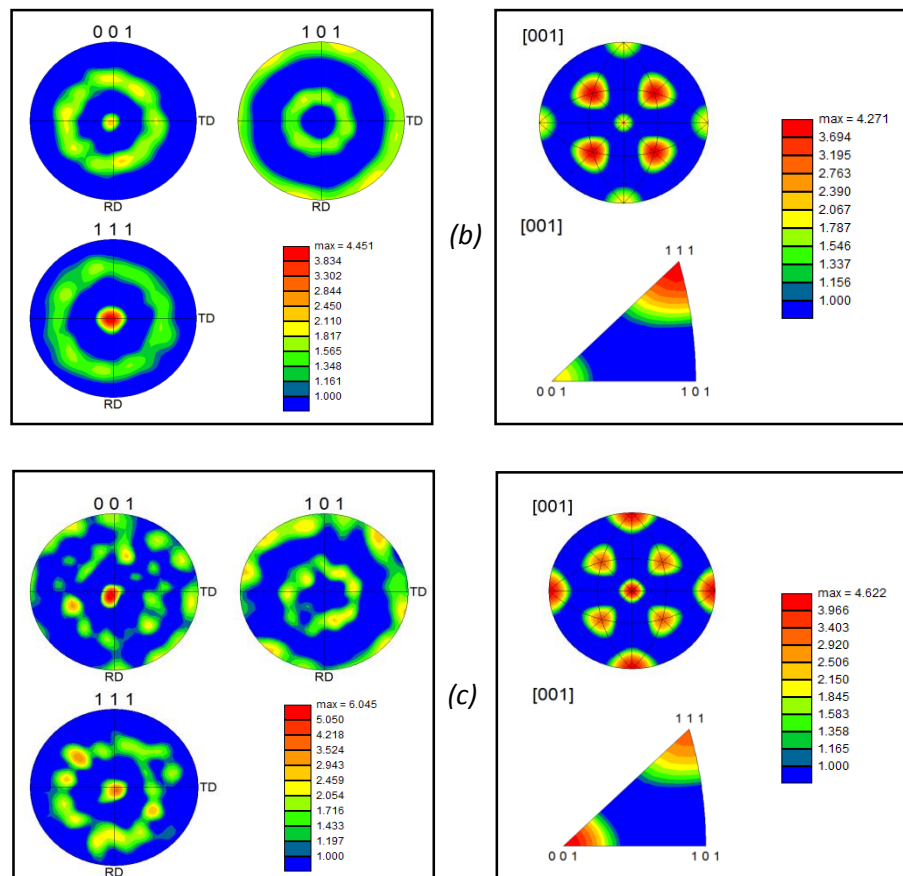 0 0 1
1 0 1
TD
TD
RD
RD
1 1 1
TD
RD
max = 4.451
3.834
3.302
2.844
2.450
2.110
1.817
1.565
1.348
1.161
1.000
(b)
[001]
[001]
1 1 1
0 0 1
1 0 1
max = 4.271
3.694
3.195
2.763
2.390
2.067
1.787
1.546
1.337
1.156
1.000
0 0 1
1 0 1
TD
TD
RD
RD
1 1 1
TD
RD
max = 6.045
5.050
4.218
3.524
2.943
2.459
2.054
1.716
1.433
1.197
1.000
(c)
[001]
[001]
1 1 1
0 0 1
1 0 1
max = 4.622
3.966
3.403
2.920
2.506
2.150
1.845
1.583
1.358
1.165
1.000